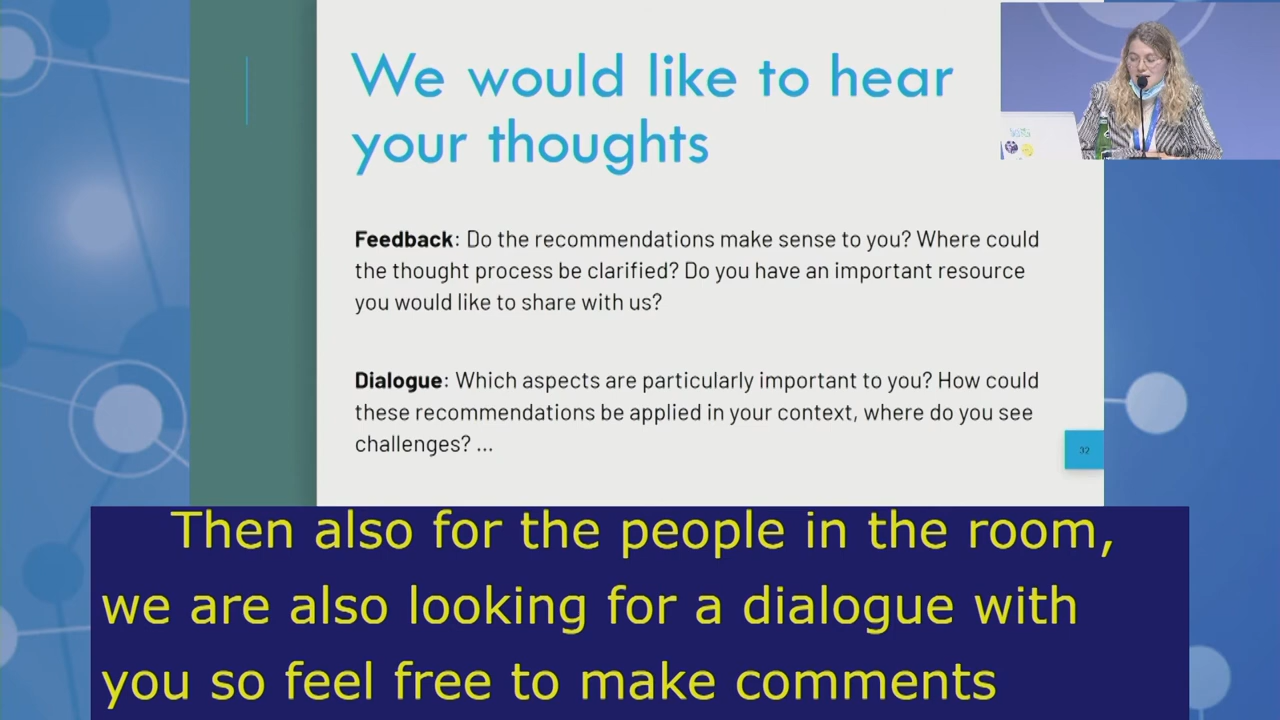 We would like to hear
your thoughts
Feedback: Do the recommendations make sense to you? Where could
the thought process be clarified? Do you have an important resource
you would like to share with us?
Dialogue: Which aspects are particularly important to you? How could
these recommendations be applied in your context, where do you see
challenges? ...
32
Then also for the people in the room,
we are also looking for a dialogue with
you so feel free to make comments